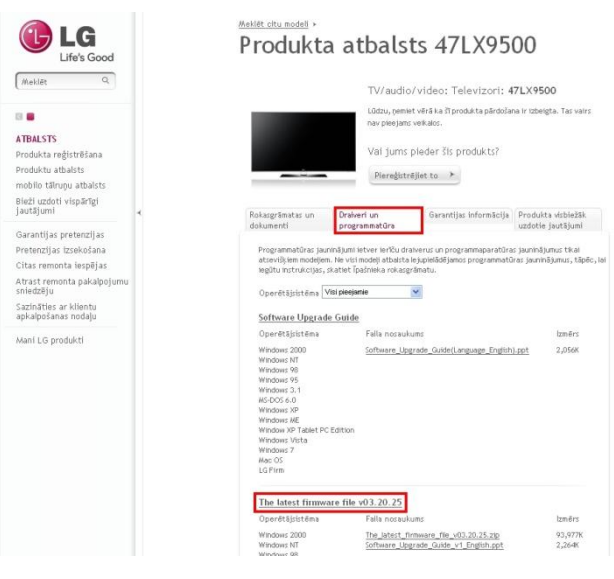 LG
Life's Good
Meklēt
ATBALSTS
Produkta reģistrēšana
Produktu atbalsts
mobilo tālruņu atbalsts
Bieži uzdoti vispārīgi
jautājumi
Garantijas pretenzijas
Pretenzijas izsekošana
Citas remonta iespējas
Atrast remonta pakalpojumu
sniedzēju
Sazināties ar klientu
apkalpošanas nodaļu
Mani LG produkti
Meklēt citu modeli
Produkta atbalsts 47LX9500
TV/audio/video: Televizori: 47LX9500
Lūdzu, ņemiet vērā ka šī produkta pārdošana ir izbeigta. Tas vairs
nav pieejams veikalos.
Vai jums pieder šis produkts?
Piereģistrējiet to
Rokasgrāmatas un
dokumenti
Draiveri un
programmatūra
Garantijas informācija
Produkta visbiežāk
uzdotie jautājumi
Programmatūras jauninājumi ietver ierīču draiverus un programmaparatūras jauninājumus tikai
atsevišķiem modeļiem. Ne visi modeļi atbalsta lejupielādējamos programmatūras jauninājumus, tāpēc, lai
iegūtu instrukcijas, skatiet īpašnieka rokasgrāmatu.
Operētājsistēma Visi pieejamie
Software Upgrade Guide
Operētājsistēma Faila nosaukums Izmērs
Windows 2000 Software_Upgrade_Guide(Language_English).ppt 2,056K
Windows NT
Windows 98
Windows 95
Windows 3.1
MS-DOS 6.0
Windows XP
Windows ME
Window XP Tablet PC Edition
Windows Vista
Windows 7
Mac OS
LG Firm
The latest firmware file v03.20.25
Operētājsistēma Faila nosaukums Izmērs
Windows 2000 The_latest_firmware_file_v03.20.25.zip 93,977K
Windows NT Software_Upgrade_Guide_v1_English.ppt 2,264K
Windows 98